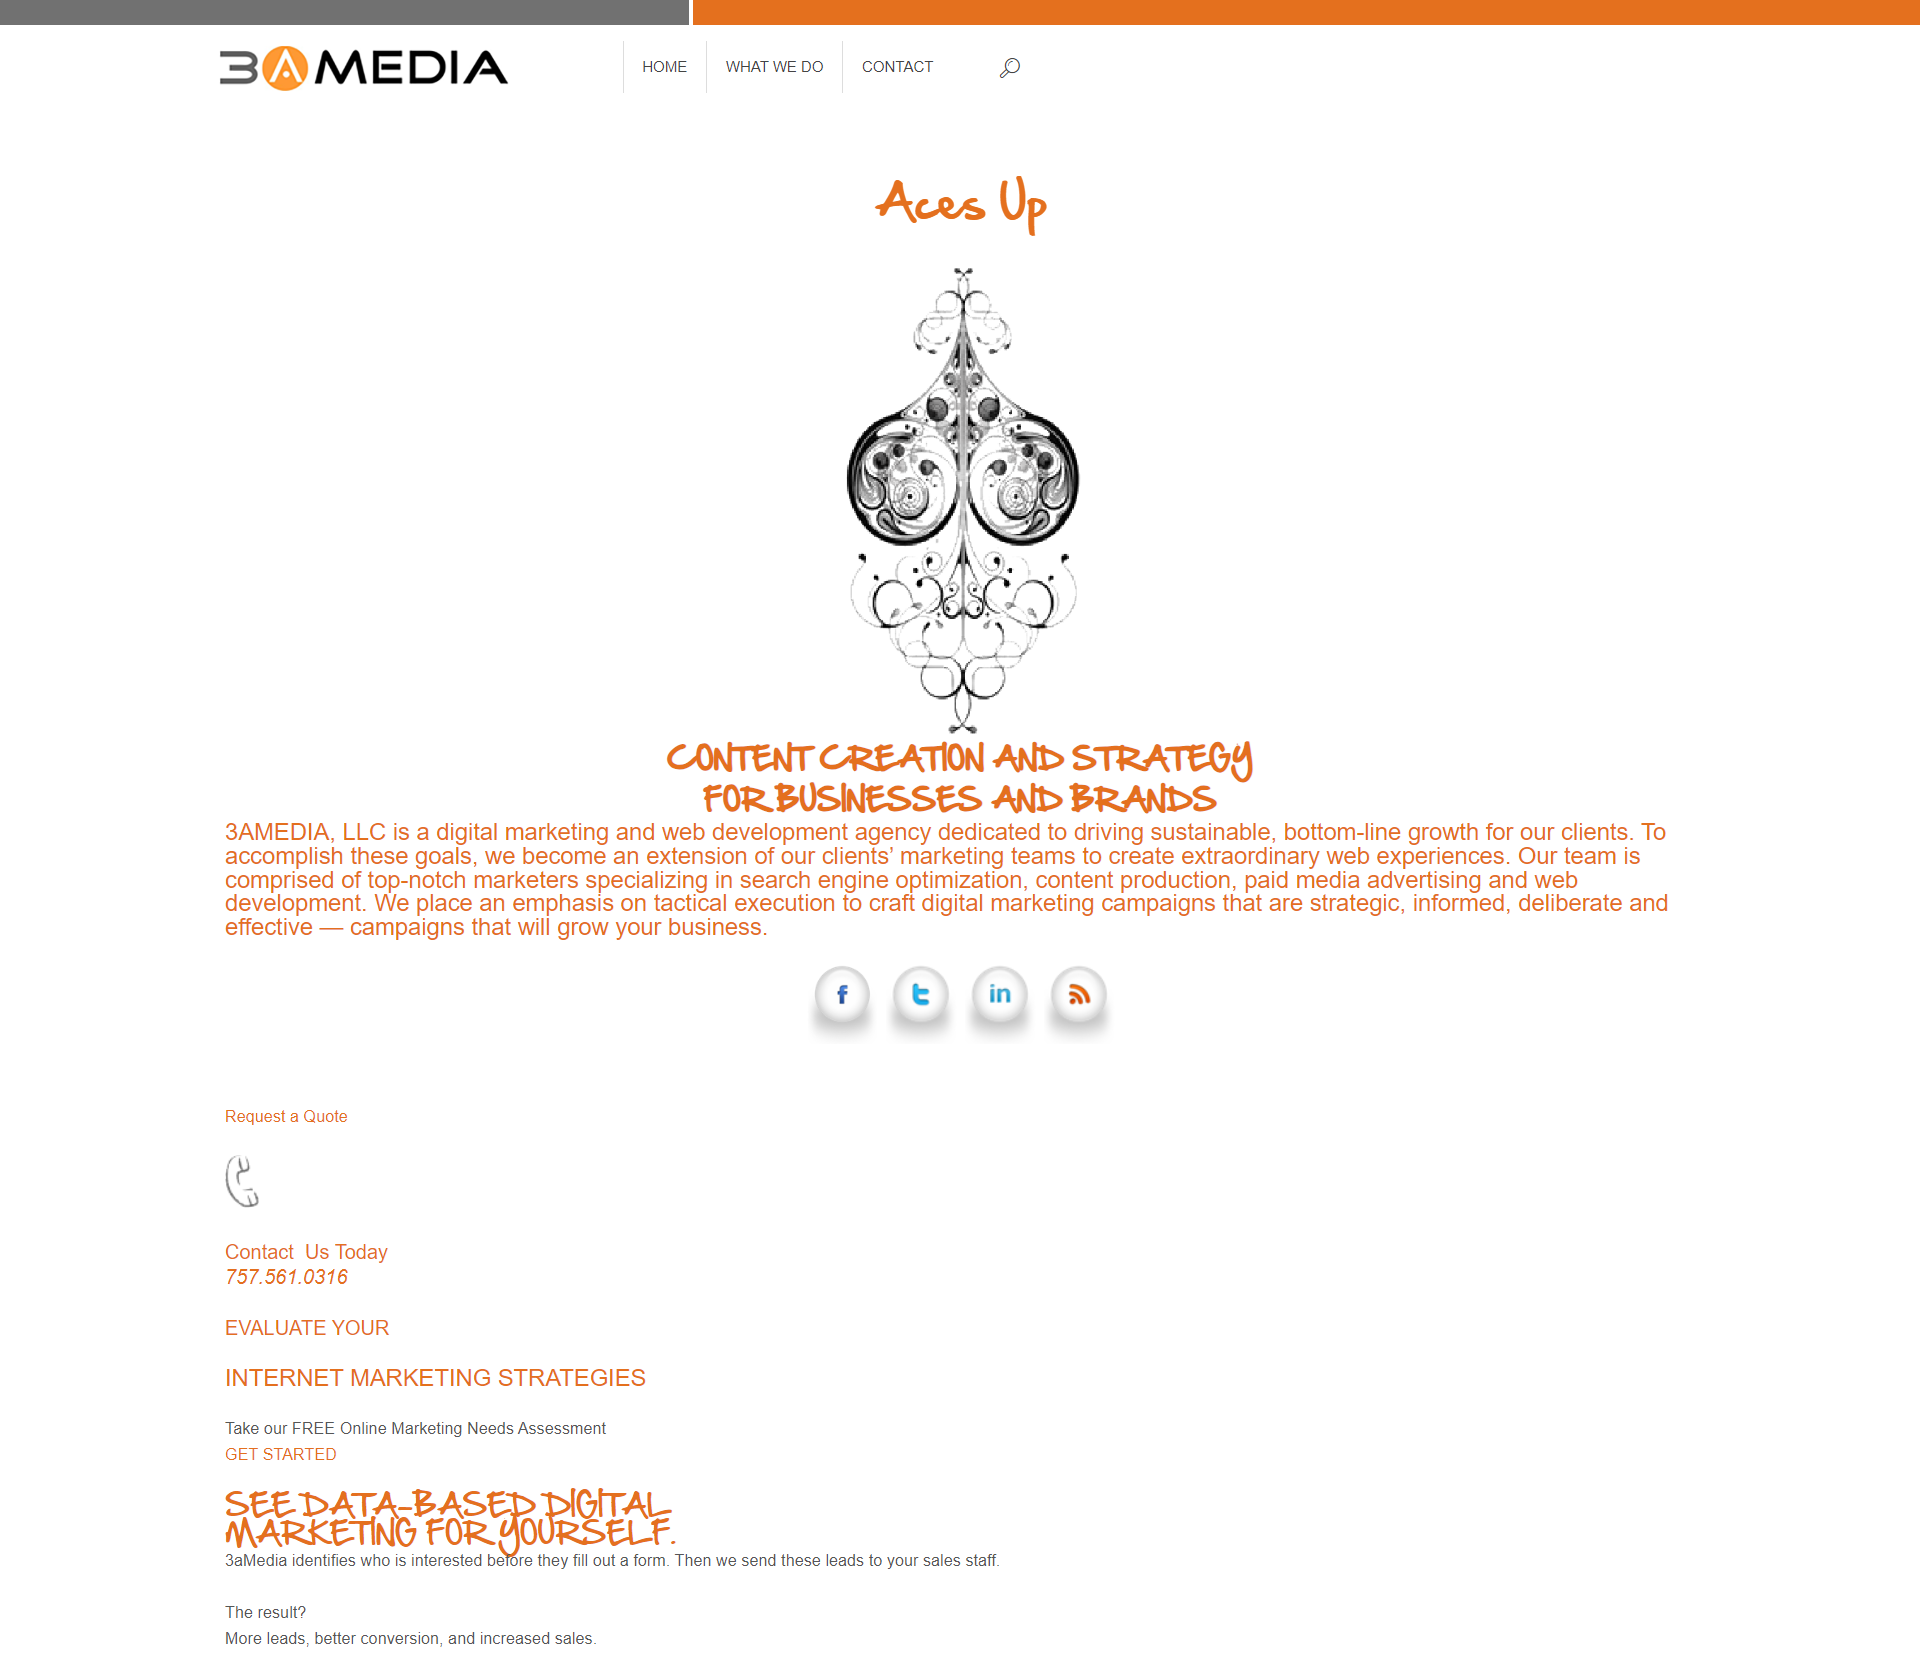 3AMEDIA
HOME
WHAT WE DO
CONTACT
Aces Up
CONTENT CREATION AND STRATEGY
FOR BUSINESSES AND BRANDS
3AMEDIA, LLC is a digital marketing and web development agency dedicated to driving sustainable, bottom-line growth for our clients. To
accomplish these goals, we become an extension of our clients’ marketing teams to create extraordinary web experiences. Our team is
comprised of top-notch marketers specializing in search engine optimization, content production, paid media advertising and web
development. We place an emphasis on tactical execution to craft digital marketing campaigns that are strategic, informed, deliberate and
effective — campaigns that will grow your business.
f t in
Request a Quote
Contact Us Today
757.561.0316
EVALUATE YOUR
INTERNET MARKETING STRATEGIES
Take our FREE Online Marketing Needs Assessment
GET STARTED
SEE DATA-BASED DIGITAL
MARKETING FOR YOURSELF.
3aMedia identifies who is interested before they fill out a form. Then we send these leads to your sales staff.
The result?
More leads, better conversion, and increased sales.